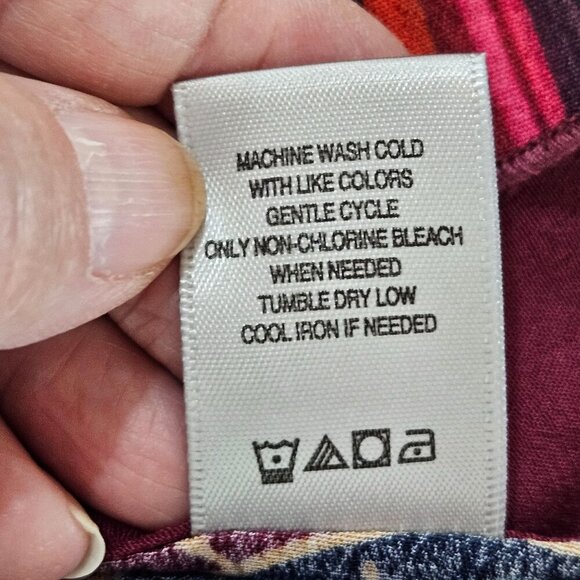 MACHINE WASH COLD
WITH LIKE COLORS
GENTLE CYCLE
ONLY NON-CHLORINE BLEACH
WHEN NEEDED
TUMBLE DRY LOW
COOL IRON IF NEEDED